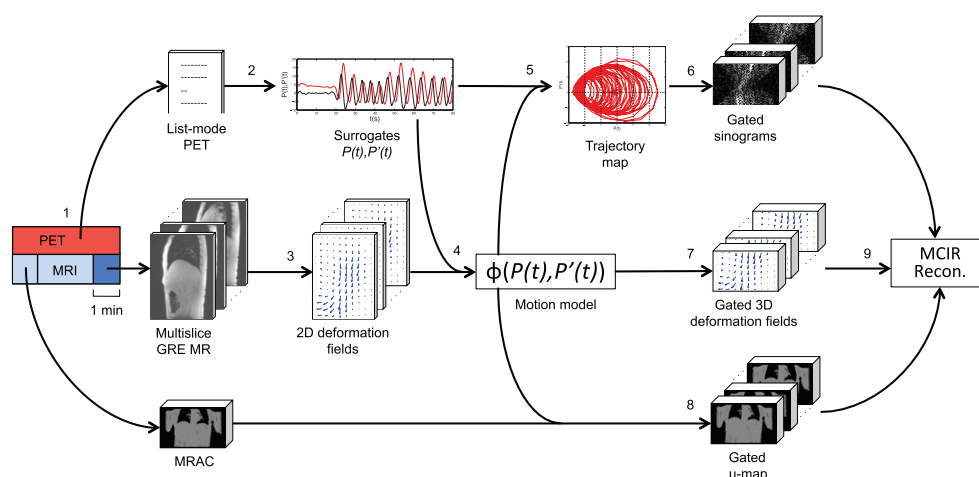 1
PET
MRI
1 min
List-mode
PET
2
P(t),P'(t)
t(s)
Surrogates
P(t),P'(t)
5
P'(t)
P(t)
Trajectory
map
6
Gated
sinograms
Multislice
GRE MR
3
2D deformation
fields
4
ϕ(P(t),P'(t))
Motion model
7
Gated 3D
deformation fields
9
MCIR
Recon.
MRAC
8
Gated
μ-map